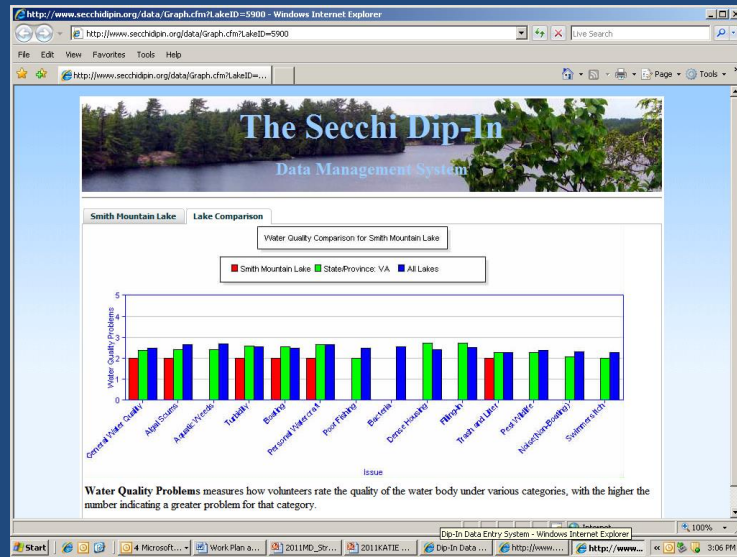 http://www.secchidipin.org/data/Graph.cfm?LakeID=5900 - Windows Internet Explorer
http://www.secchidipin.org/data/Graph.cfm?LakeID=5900
Live Search
File Edit View Favorites Tools Help
http://www.secchidipin.org/data/Graph.cfm?LakeID=...
Page Tools
The Secchi Dip-In
Data Management System
Smith Mountain Lake Lake Comparison
Water Quality Comparison for Smith Mountain Lake
Smith Mountain Lake State/Province: VA All Lakes
Water Quality Problems
5
4
3
2
1
0
General Water Quality
Algal Scums
Aquatic Weeds
Turbidity
Boating
Personal Watercraft
Poor Fishing
Bacteria
Dense Housing
Filling-In
Trash and Litter
Pest Wildlife
Noise(Non-Boating)
Swimmers Itch
Issue
Water Quality Problems measures how volunteers rate the quality of the water body under various categories, with the higher the
number indicating a greater problem for that category.
Internet 100%
Dip-In Data Entry System - Windows Internet Explorer
Start 4 Microsoft... Work Plan a... 2011MD_Str... 2011KATIE ... Dip-In Data ... http://www.... http://www... 3:06 PM